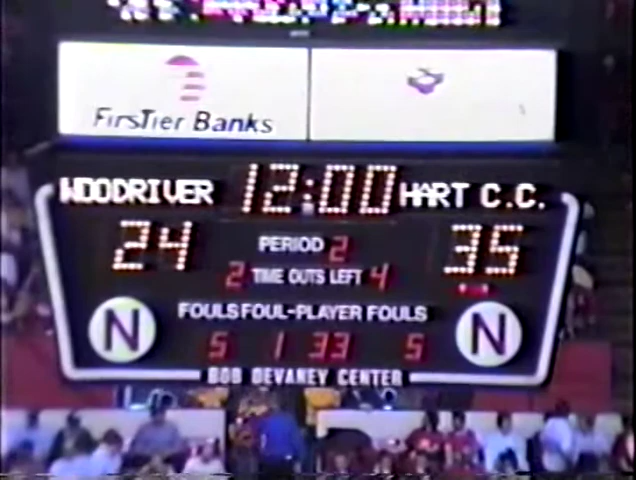 FirsTier Banks
WOODRIVER 12:00 HART C.C.
24 PERIOD 2 35
2 TIME OUTS LEFT 4
N FOULS FOUL-PLAYER FOULS N
5 1 33 5
BOB DEVANEY CENTER